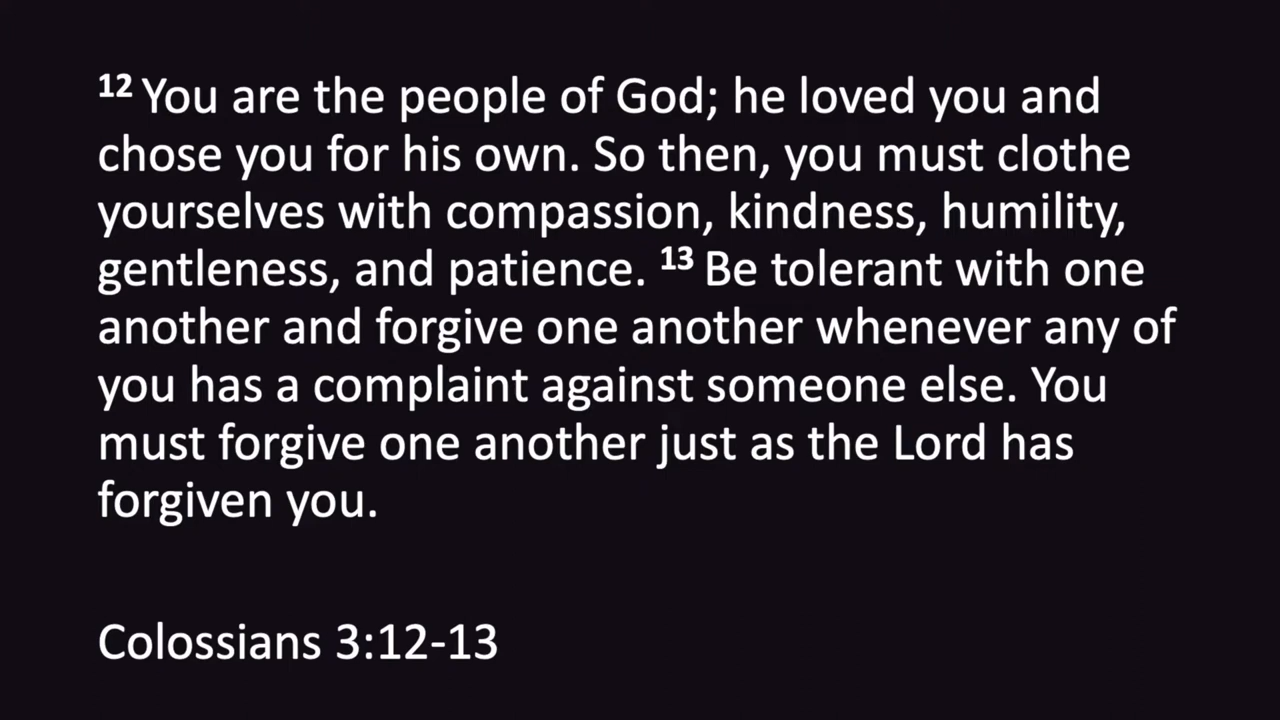 12 You are the people of God; he loved you and
chose you for his own. So then, you must clothe
yourselves with compassion, kindness, humility,
gentleness, and patience. 13 Be tolerant with one
another and forgive one another whenever any of
you has a complaint against someone else. You
must forgive one another just as the Lord has
forgiven you.
Colossians 3:12-13